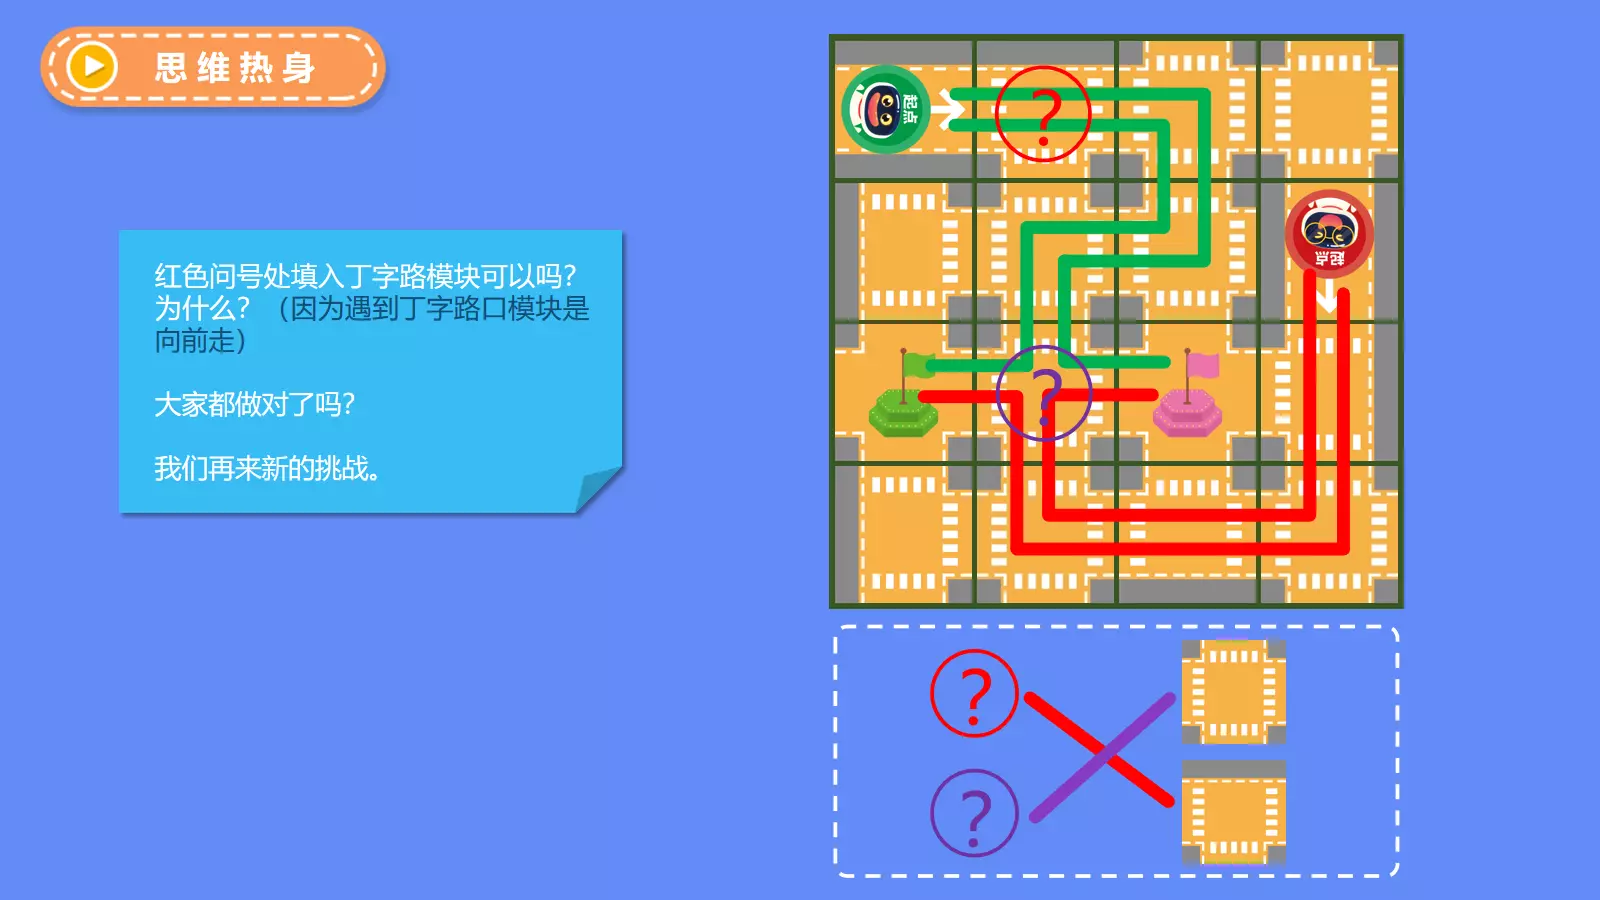 思维热身
红色问号处填入丁字路模块可以吗?
为什么? (因为遇到丁字路口模块是
向前走)
大家都做对了吗?
我们再来新的挑战。
起点
?
起点
?
?
?